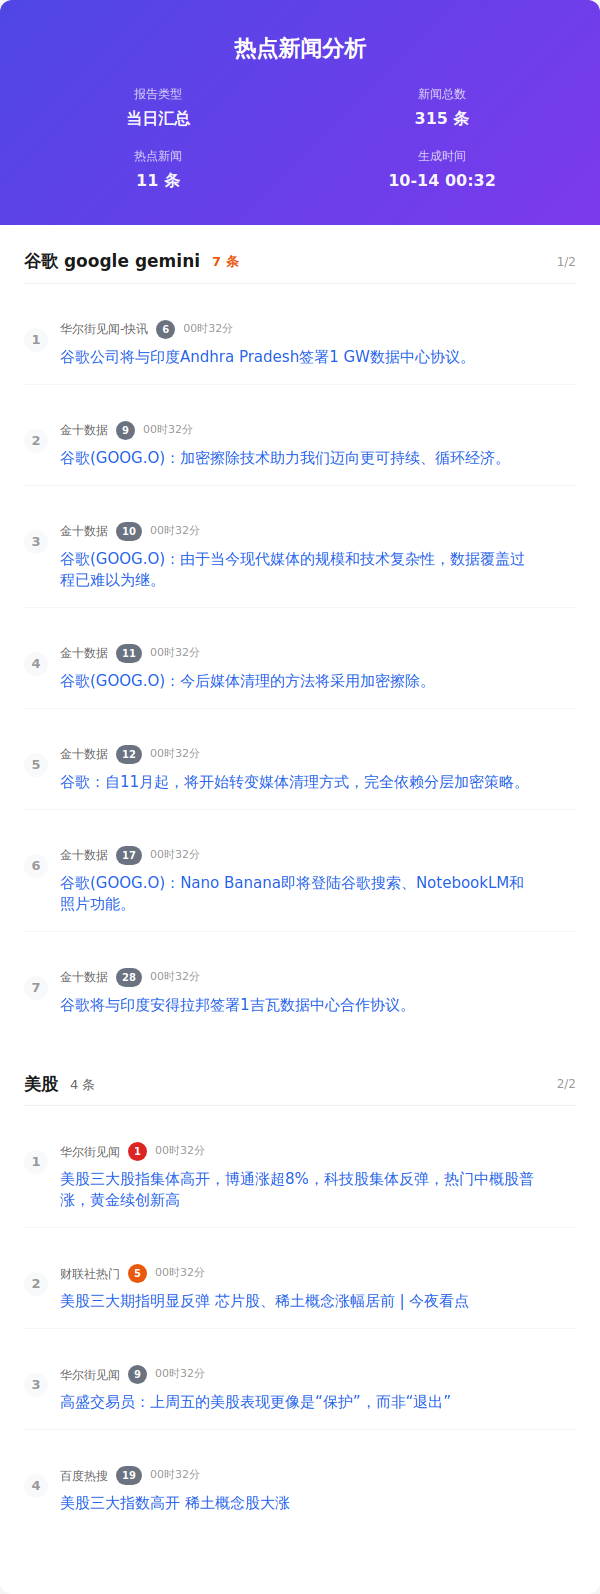 热点新闻分析
报告类型
当日汇总
新闻总数
315 条
热点新闻
11 条
生成时间
10-14 00:32
谷歌 google gemini 7 条 1/2
1
华尔街见闻-快讯 6 00时32分
谷歌公司将与印度Andhra Pradesh签署1 GW数据中心协议。
2
金十数据 9 00时32分
谷歌(GOOG.O)：加密擦除技术助力我们迈向更可持续、循环经济。
3
金十数据 10 00时32分
谷歌(GOOG.O)：由于当今现代媒体的规模和技术复杂性，数据覆盖过
程已难以为继。
4
金十数据 11 00时32分
谷歌(GOOG.O)：今后媒体清理的方法将采用加密擦除。
5
金十数据 12 00时32分
谷歌：自11月起，将开始转变媒体清理方式，完全依赖分层加密策略。
6
金十数据 17 00时32分
谷歌(GOOG.O)：Nano Banana即将登陆谷歌搜索、NotebookLM和
照片功能。
7
金十数据 28 00时32分
谷歌将与印度安得拉邦签署1吉瓦数据中心合作协议。
美股 4 条 2/2
1
华尔街见闻 1 00时32分
美股三大股指集体高开，博通涨超8%，科技股集体反弹，热门中概股普
涨，黄金续创新高
2
财联社热门 5 00时32分
美股三大期指明显反弹 芯片股、稀土概念涨幅居前 | 今夜看点
3
华尔街见闻 9 00时32分
高盛交易员：上周五的美股表现更像是“保护”，而非“退出”
4
百度热搜 19 00时32分
美股三大指数高开 稀土概念股大涨